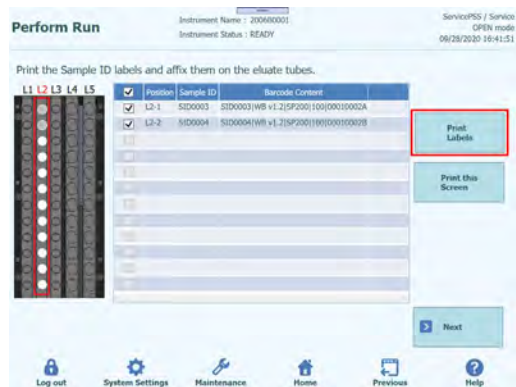 Perform Run
Instrument Name : 200600001
Instrument Status : READY
ServicePSS / Service
OPEN mode
09/28/2020 16:41:51
Print the Sample ID labels and affix them on the eluate tubes.
L1 L2 L3 L4 L5
Position Sample ID Barcode Content
L2-1 SID0003 SID0003|WB v1.2|SP200|100|00010002A
L2-2 SID0004 SID0004|WB v1.2|SP200|100|00010002B
Print
Labels
Print this
Screen
Next
Log out System Settings Maintenance Home Previous Help